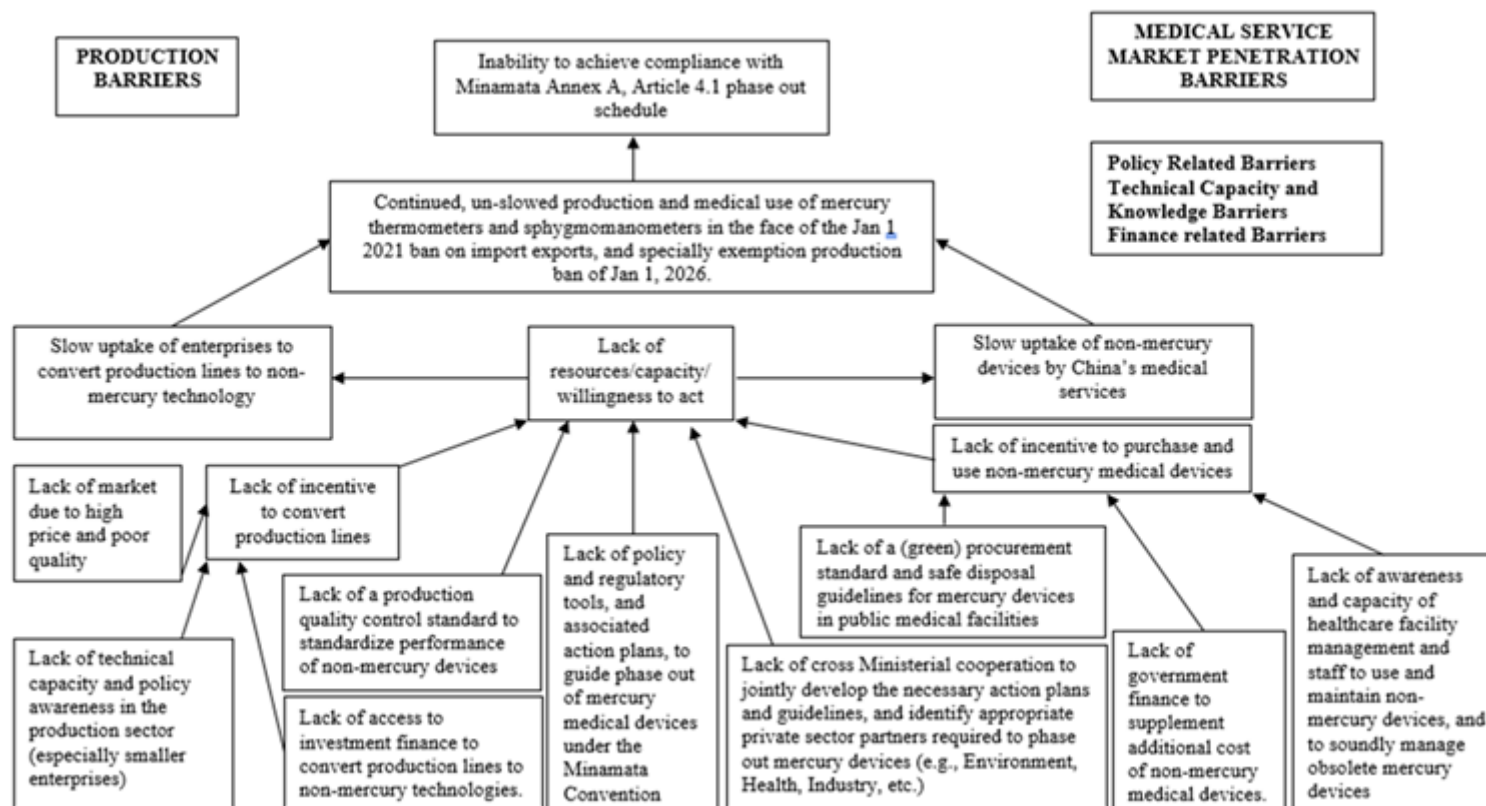 PRODUCTION
BARRIERS
Inability to achieve compliance with
Minamata Annex A, Article 4.1 phase out
schedule
MEDICAL SERVICE
MARKET PENETRATION
BARRIERS
Policy Related Barriers
Technical Capacity and
Knowledge Barriers
Finance related Barriers
Continued, un-slowed production and medical use of mercury
thermometers and sphygmomanometers in the face of the Jan 1
2021 ban on import exports, and specially exemption production
ban of Jan 1, 2026.
Slow uptake of enterprises to
convert production lines to non-
mercury technology
Lack of
resources/capacity/
willingness to act
Slow uptake of non-mercury
devices by China's medical
services
Lack of incentive to purchase and
use non-mercury medical devices
Lack of market
due to high
price and poor
quality
Lack of incentive
to convert
production lines
Lack of technical
capacity and policy
awareness in the
production sector
(especially smaller
enterprises)
Lack of a production
quality control standard to
standardize performance
of non-mercury devices
Lack of access to
investment finance to
convert production lines to
non-mercury technologies.
Lack of policy
and regulatory
tools, and
associated
action plans, to
guide phase out
of mercury
medical devices
under the
Minamata
Convention
Lack of a (green) procurement
standard and safe disposal
guidelines for mercury devices
in public medical facilities
Lack of cross Ministerial cooperation to
jointly develop the necessary action plans
and guidelines, and identify appropriate
private sector partners required to phase
out mercury devices (e.g., Environment,
Health, Industry, etc.)
Lack of
government
finance to
supplement
additional cost
of non-mercury
medical devices.
Lack of awareness
and capacity of
healthcare facility
management and
staff to use and
maintain non-
mercury devices, and
to soundly manage
obsolete mercury
devices